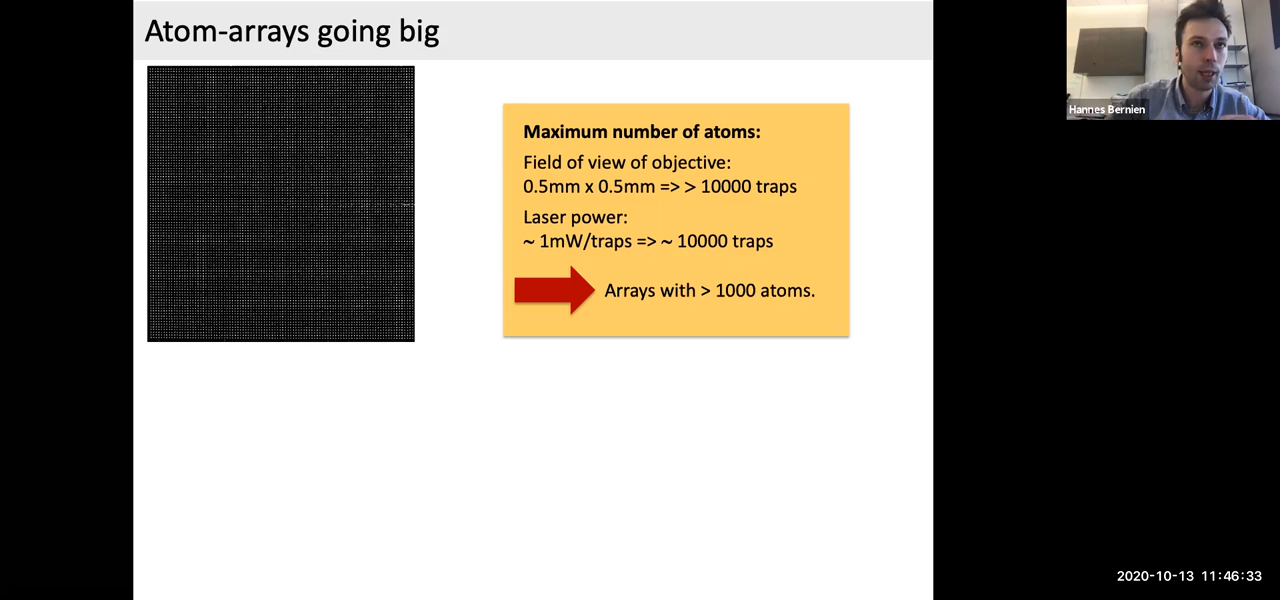 Atom-arrays going big
Maximum number of atoms:
Field of view of objective:
0.5mm x 0.5mm => > 10000 traps
Laser power:
~ 1mW/traps => ~ 10000 traps
Arrays with > 1000 atoms.
Hannes Bernien
2020-10-13 11:46:33